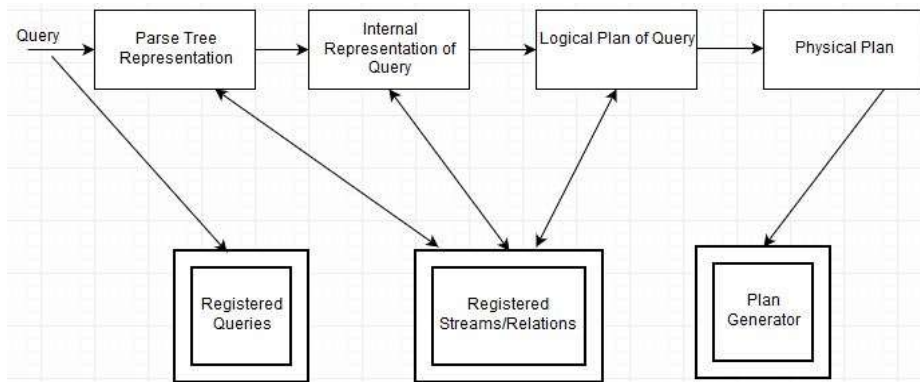 Query
Parse Tree
Representation
Internal
Representation of
Query
Logical Plan of Query
Physical Plan
Registered
Queries
Registered
Streams/Relations
Plan
Generator